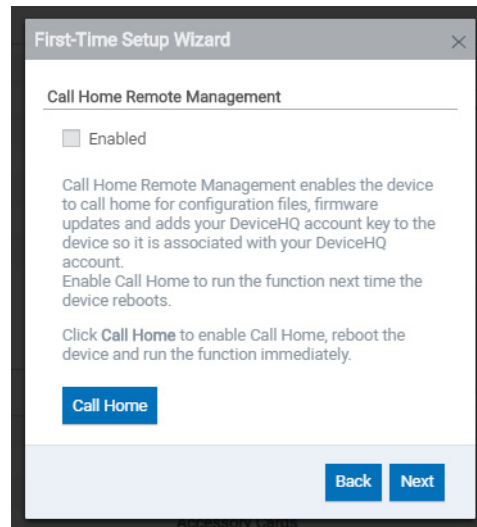 First-Time Setup Wizard
Call Home Remote Management
Enabled
Call Home Remote Management enables the device
to call home for configuration files, firmware
updates and adds your DeviceHQ account key to the
device so it is associated with your DeviceHQ
account.
Enable Call Home to run the function next time the
device reboots.
Click Call Home to enable Call Home, reboot the
device and run the function immediately.
Call Home
Back Next
Accessory Cards